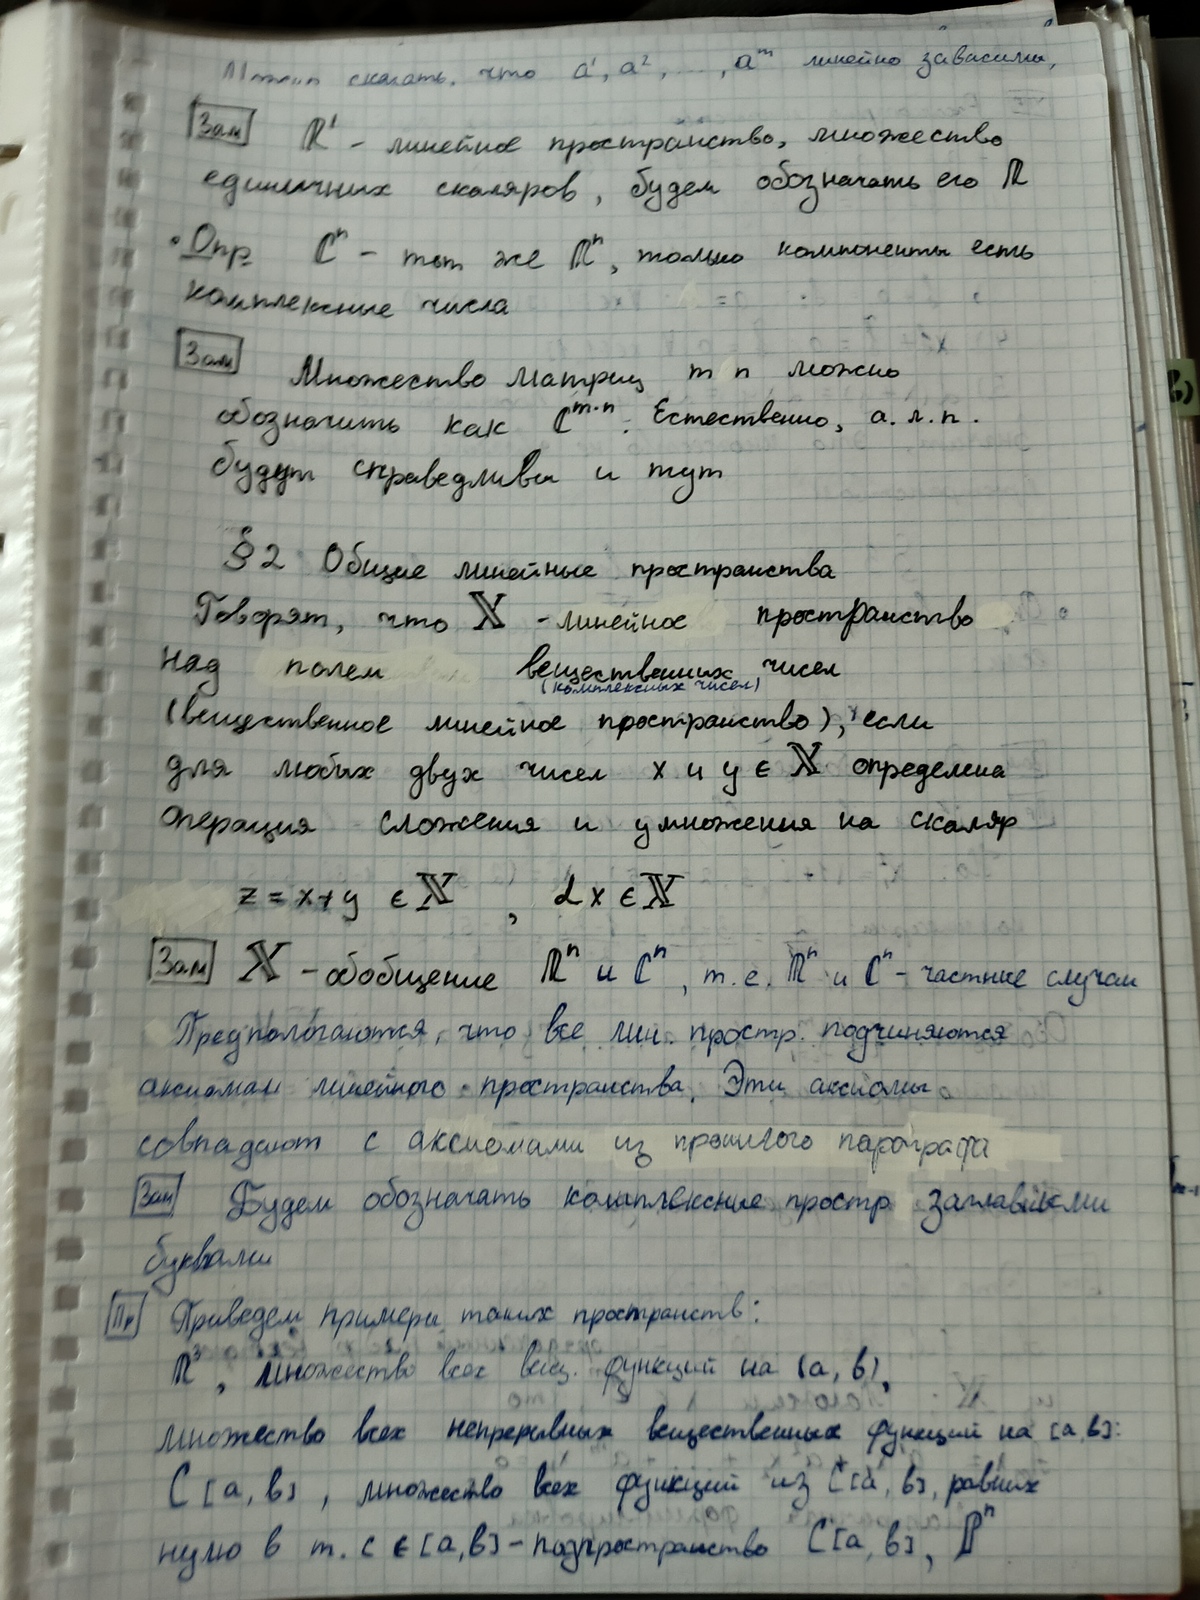 Можем сказать, что a¹, a², ..., aᵐ линейно зависимы,
Зам ℝ¹ - линейное пространство, множество
единичных скаляров, будем обозначать его ℝ
• Опр ℂⁿ - тот же ℝⁿ, только компоненты есть
комплексные числа
Зам Множество матриц m n можно
обозначить как ℂᵐ·ⁿ. Естественно, а.л.п.
будут справедливы и тут
§2 Общие линейные пространства
Говорят, что 𝕏 - линейное пространство
над полем вещественных чисел
(комплексных чисел)
(вещественное линейное пространство), если
для любых двух чисел x и y ∈ 𝕏 определена
операция сложения и умножения на скаляр
z = x + y ∈ 𝕏 , αx ∈ 𝕏
Зам 𝕏 - обобщение ℝⁿ и ℂⁿ, т.е. ℝⁿ и ℂⁿ - частные случаи
Предпологаются, что все лин. простр. подчиняются
аксиомам линейного пространства. Эти аксиомы
совпадают с аксиомами из прошлого параграфа
Зам Будем обозначать комплексные простр заглавными
буквами
Пр Приведем примеры таких пространств:
ℝ³, множество всех вещ. функций на (a, b),
множество всех непрерывных вещественных функций на [a, b]:
C[a, b], множество всех функций из C[a, b], равных
нулю в т. c ∈ [a, b] - подпространство C[a, b], ℙⁿ